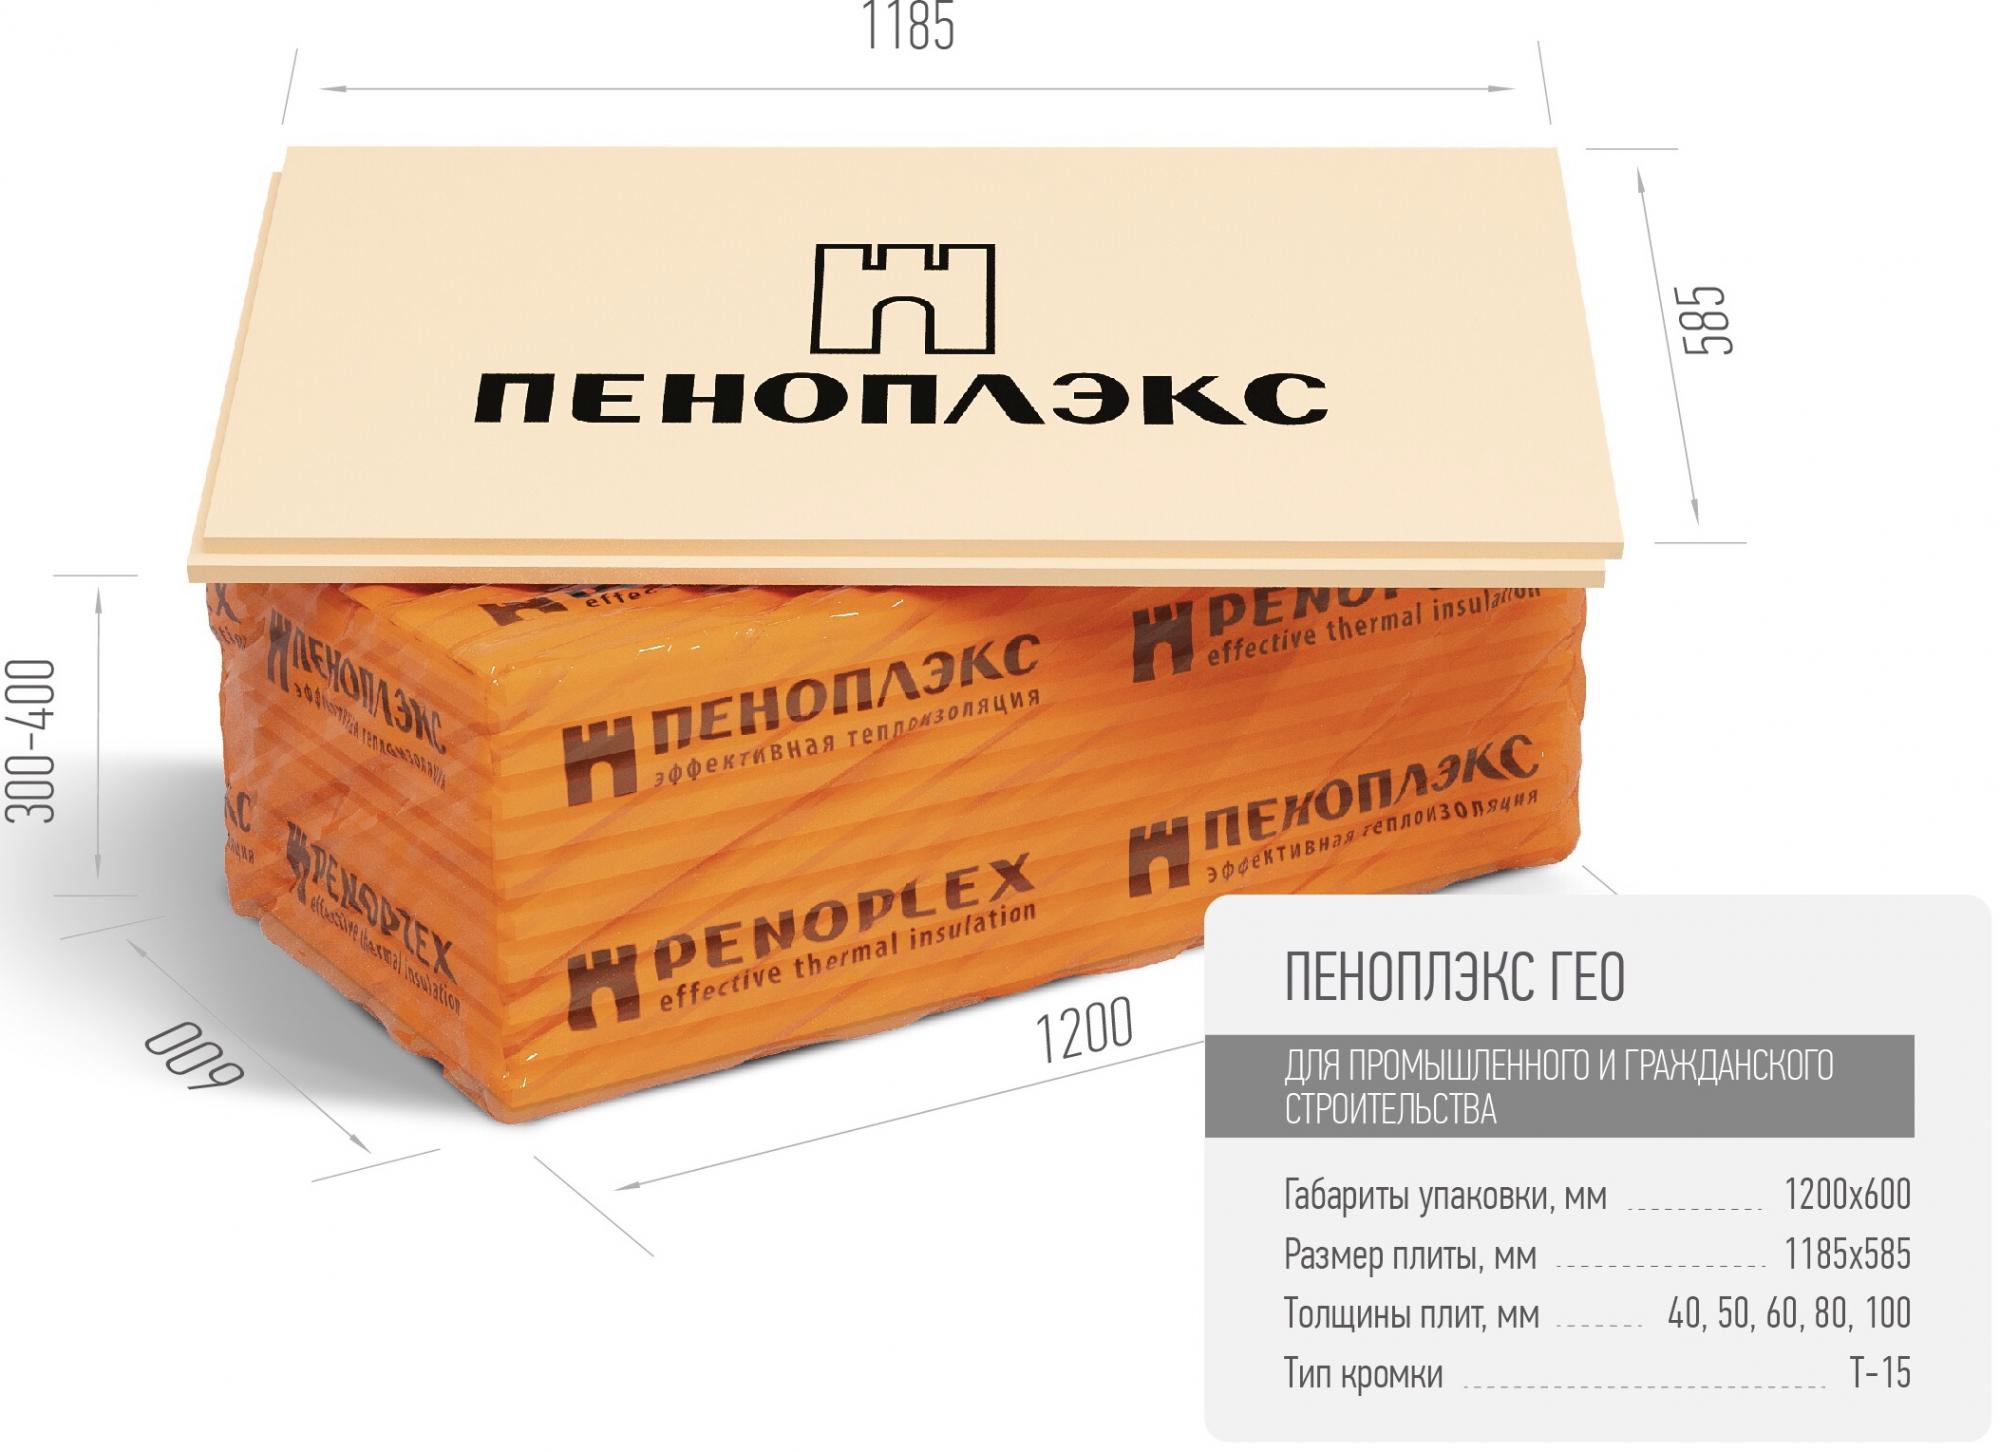 1185
585
ПЕНОПЛЭКС
effec
PENOP
effective thermal insulation
ПЕНОПЛЭКС
эффективная теплоизоляция
ПЕНОПЛЭКС
эффективная теплоизоляция
300-400
ПЕНОПЛЭКС
эффективная теплоизоляция
PENOPLEX
effective thermal insulation
PENOPLEX
effective thermal insulation
600
1200
ПЕНОПЛЭКС ГЕО
ДЛЯ ПРОМЫШЛЕННОГО И ГРАЖДАНСКОГО
СТРОИТЕЛЬСТВА
Габариты упаковки, мм 1200х600
Размер плиты, мм 1185х585
Толщины плит, мм 40, 50, 60, 80, 100
Тип кромки Т-15